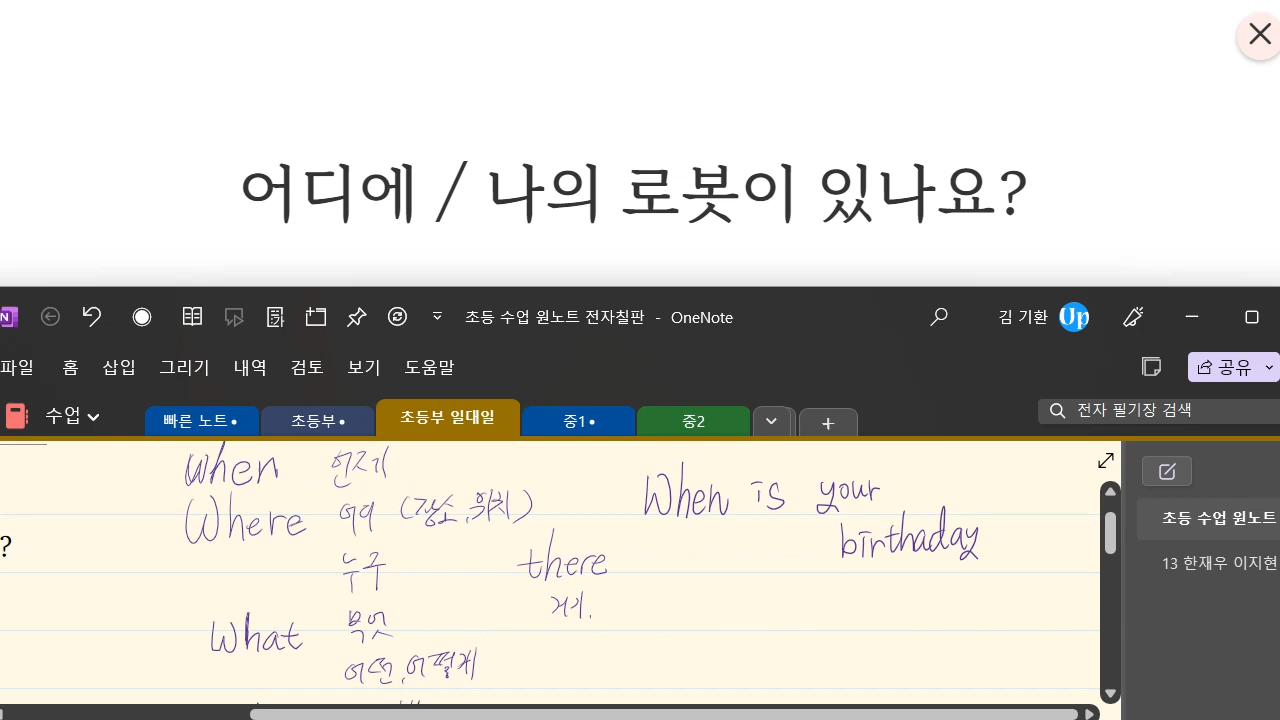 어디에 / 나의 로봇이 있나요?
초등 수업 원노트 전자칠판 - OneNote
김 기환
Up
파일 홈 삽입 그리기 내역 검토 보기 도움말
공유
수업
빠른 노트
초등부
초등부 일대일
중1
중2
전자 필기장 검색
When 언제
Where 어디 (장소, 위치)
?
누구
there
거기.
What 무엇
어떤, 어떻게
When is your
birthaday
초등 수업 원노트
13 한재우 이지현